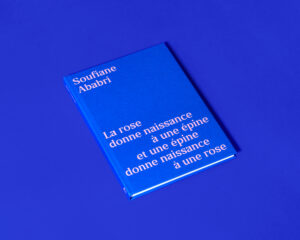 Soufiane
Ababri
La rose
donne naissance
à une épine
et une épine
donne naissance
à une rose